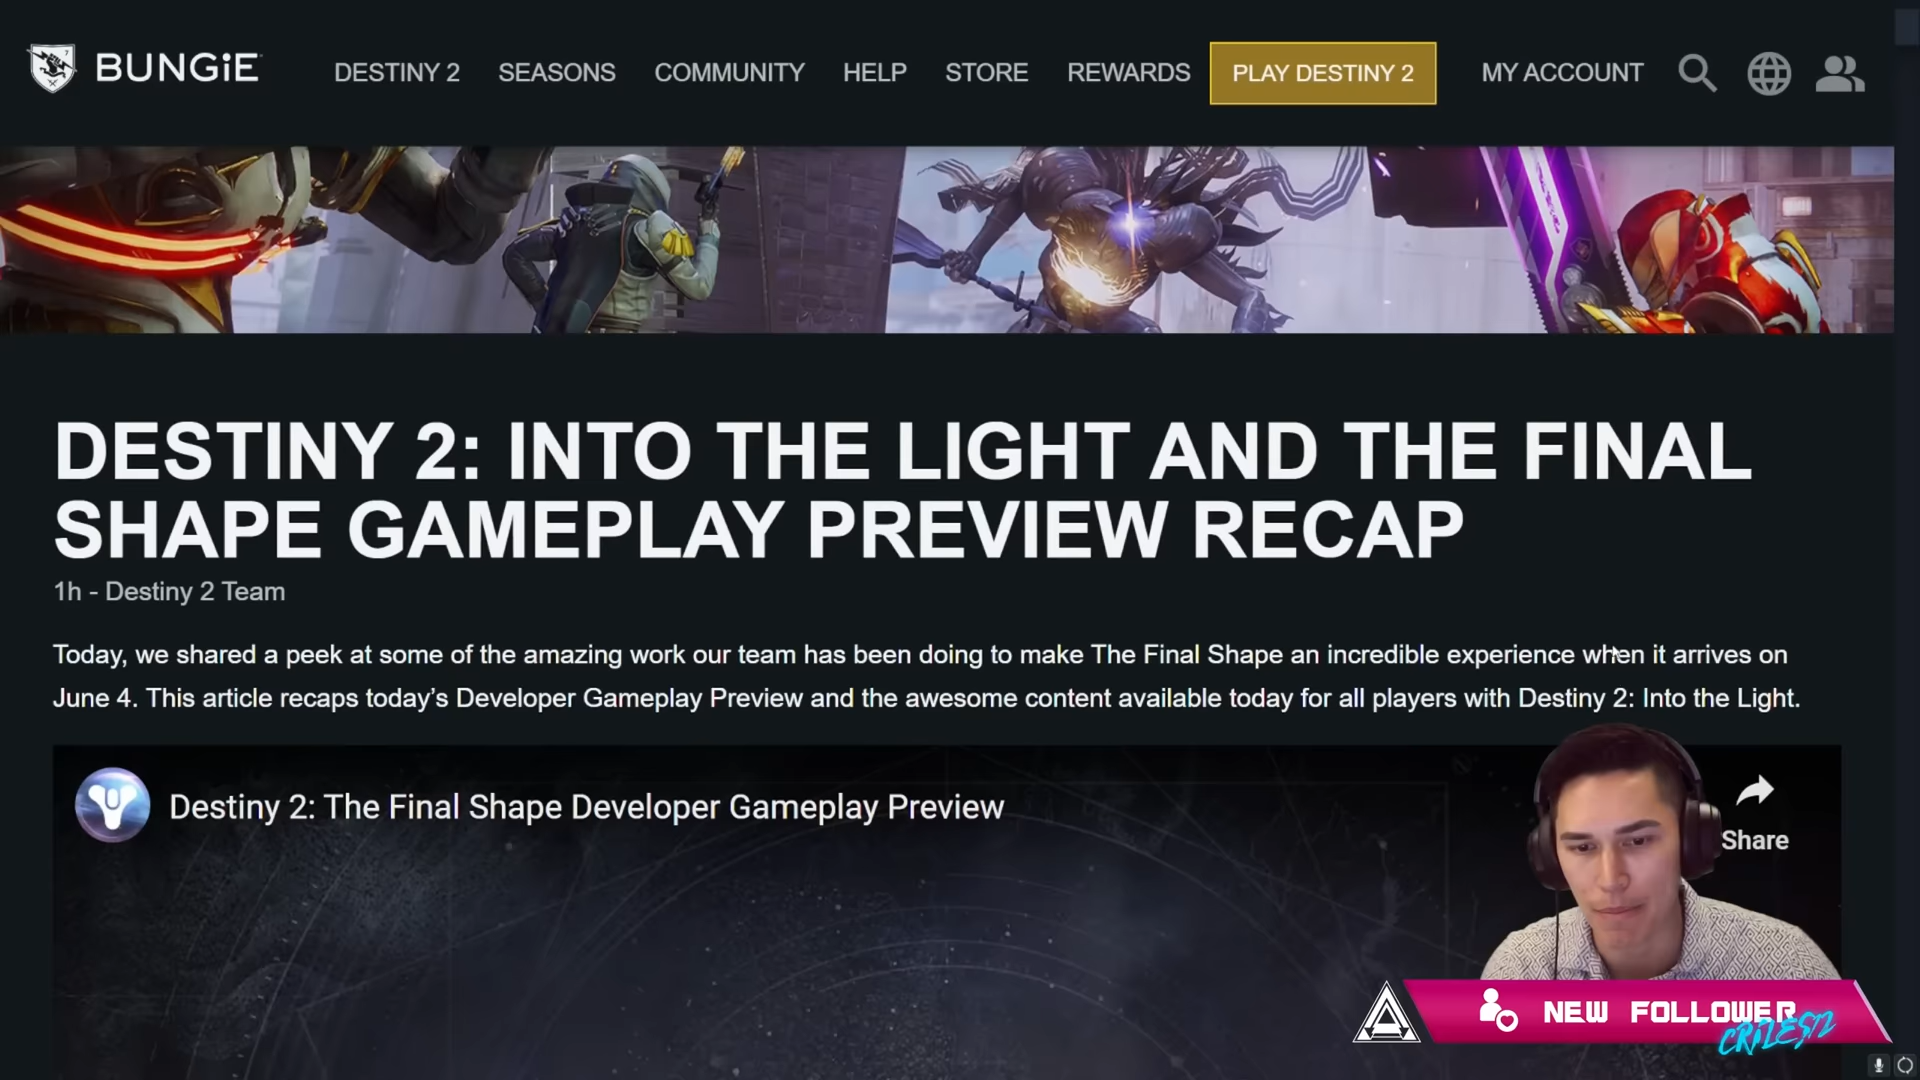 BUNGiE
DESTINY 2
SEASONS
COMMUNITY
HELP
STORE
REWARDS
PLAY DESTINY 2
MY ACCOUNT
DESTINY 2: INTO THE LIGHT AND THE FINAL
SHAPE GAMEPLAY PREVIEW RECAP
1h - Destiny 2 Team
Today, we shared a peek at some of the amazing work our team has been doing to make The Final Shape an incredible experience when it arrives on
June 4. This article recaps today’s Developer Gameplay Preview and the awesome content available today for all players with Destiny 2: Into the Light.
Destiny 2: The Final Shape Developer Gameplay Preview
Share
NEW FOLLOWER